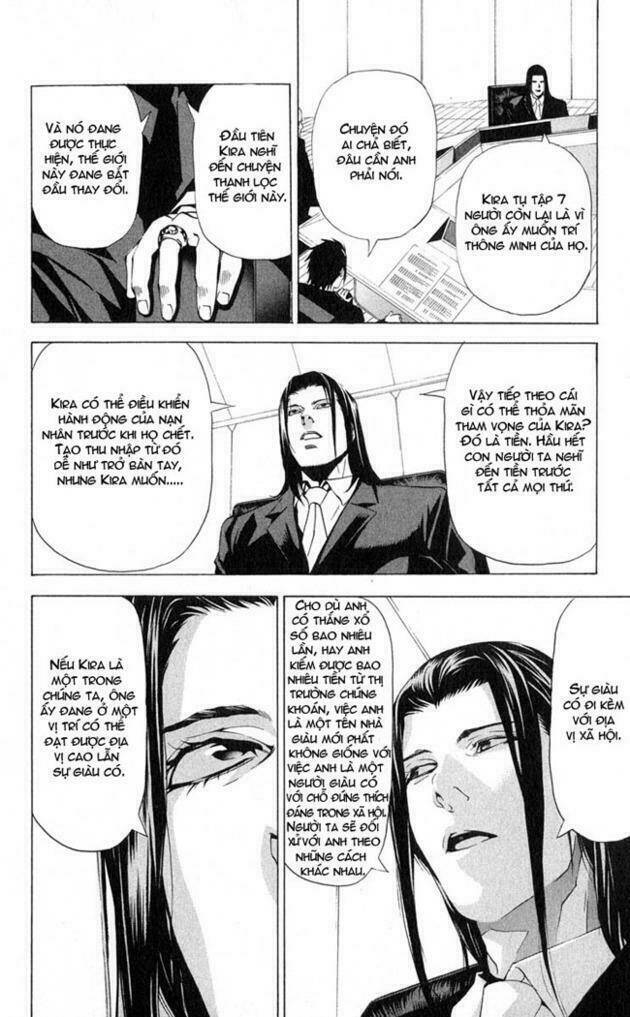 KIRA TỤ TẬP 7
NGƯỜI CÒN LẠI LÀ VÌ
ÔNG ẤY MUỐN TRÍ
THÔNG MINH CỦA HỌ.
CHUYỆN ĐÓ
AI CHẢ BIẾT,
ĐÂU CẦN ANH
PHẢI NÓI.
ĐẦU TIÊN
KIRA NGHĨ
ĐẾN CHUYỆN
THANH LỌC
THẾ GIỚI NÀY.
VÀ NÓ ĐANG
ĐƯỢC THỰC
HIỆN, THẾ GIỚI
NÀY ĐANG BẮT
ĐẦU THAY ĐỔI.
VẬY TIẾP THEO CÁI
GÌ CÓ THỂ THỎA MÃN
THAM VỌNG CỦA KIRA?
ĐÓ LÀ TIỀN. HẦU HẾT
CON NGƯỜI TA NGHĨ
ĐẾN TIỀN TRƯỚC
TẤT CẢ MỌI THỨ.
KIRA CÓ THỂ ĐIỀU KHIỂN
HÀNH ĐỘNG CỦA NẠN
NHÂN TRƯỚC KHI HỌ CHẾT.
TẠO THU NHẬP TỪ ĐÓ
DỄ NHƯ TRỞ BÀN TAY,
NHƯNG KIRA MUỐN.....
SỰ GIÀU
CÓ ĐI KÈM
VỚI ĐỊA
VỊ XÃ HỘI.
CHO DÙ ANH
CÓ THẮNG XỔ
SỐ BAO NHIÊU
LẦN, HAY ANH
KIẾM ĐƯỢC BAO
NHIÊU TIỀN TỪ THỊ
TRƯỜNG CHỨNG
KHOÁN, VIỆC ANH
LÀ MỘT TÊN NHÀ
GIÀU MỚI PHẤT
KHÔNG GIỐNG VỚI
VIỆC ANH LÀ MỘT
NGƯỜI GIÀU CÓ
VỚI CHỖ ĐỨNG THÍCH
ĐÁNG TRONG XÃ HỘI.
NGƯỜI TA SẼ ĐỐI
XỬ VỚI ANH THEO
NHỮNG CÁCH
KHÁC NHAU.
NẾU KIRA LÀ
MỘT TRONG
CHÚNG TA, ÔNG
ẤY ĐANG Ở MỘT
VỊ TRÍ CÓ THỂ
ĐẠT ĐƯỢC ĐỊA
VỊ CAO LẪN
SỰ GIÀU CÓ.